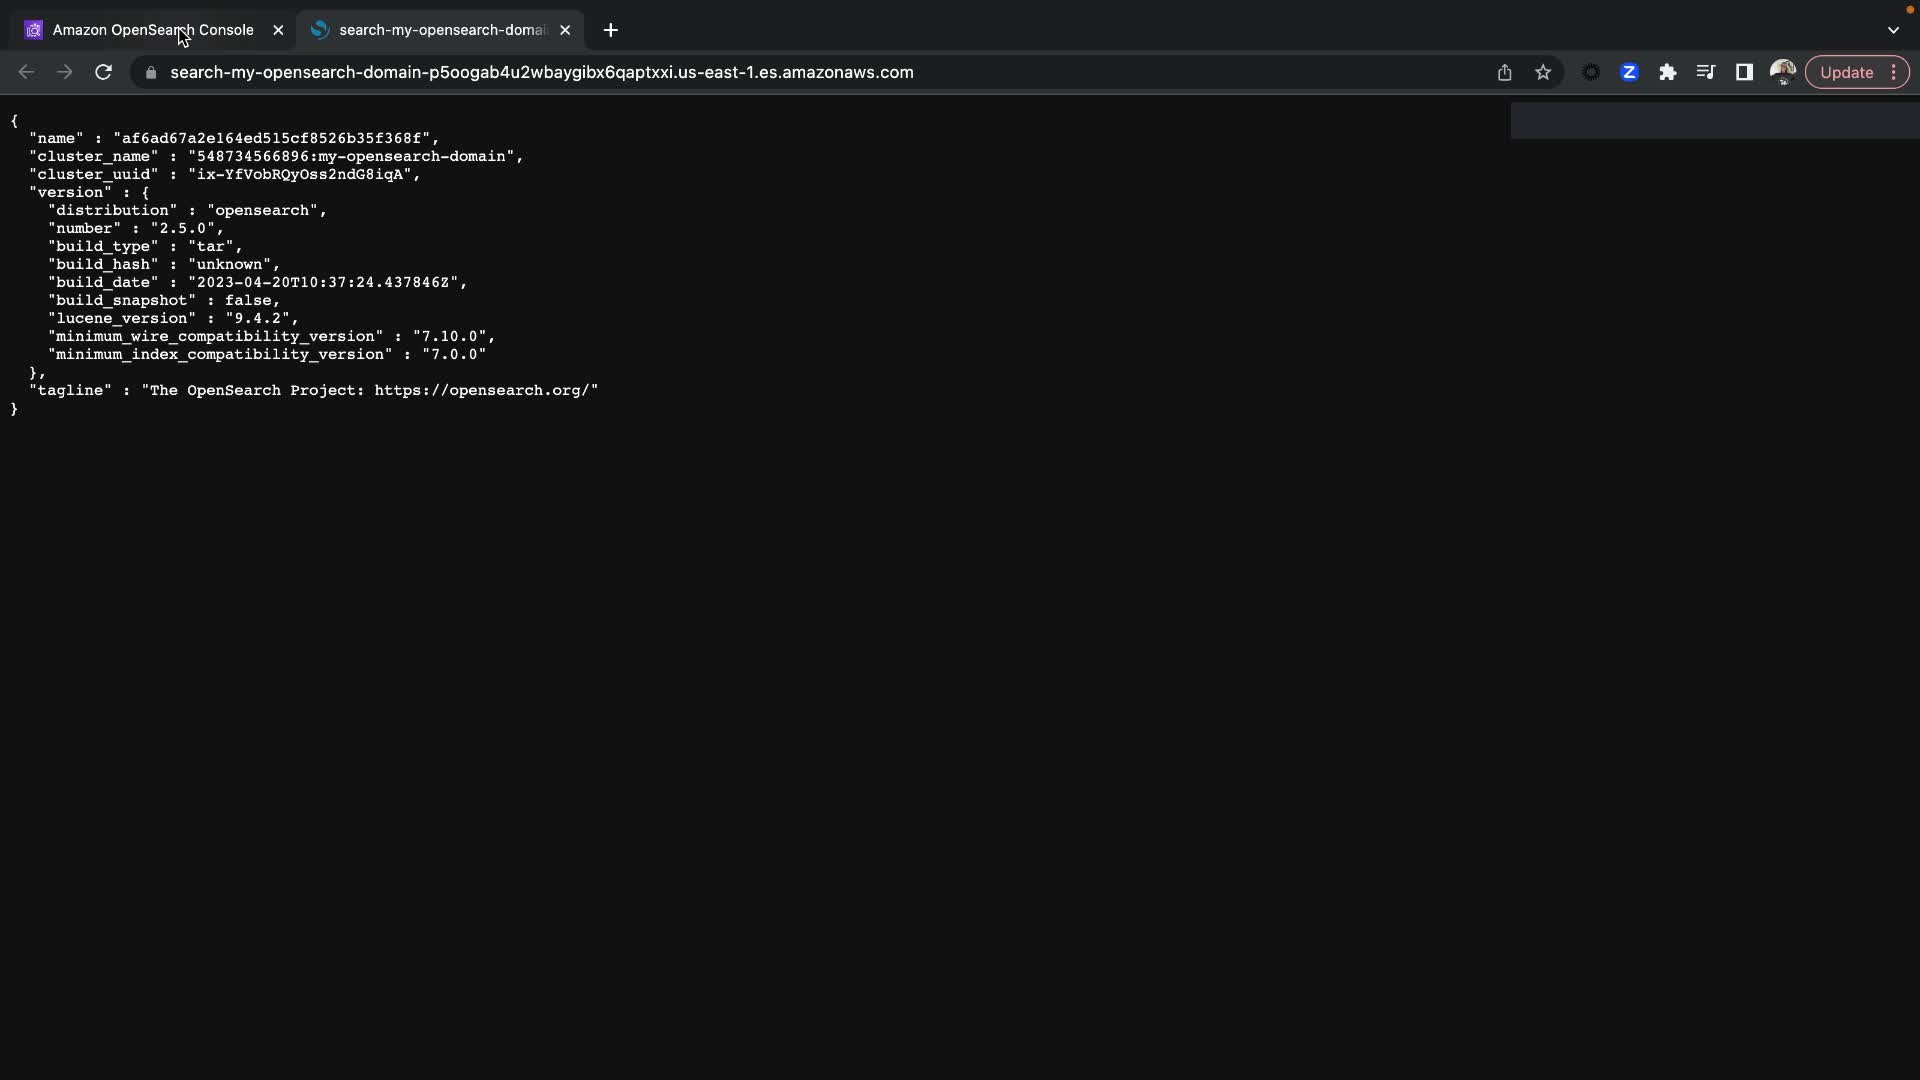 Amazon OpenSearch Console
search-my-opensearch-domai
search-my-opensearch-domain-p5oogab4u2wbaygibx6qaptxxi.us-east-1.es.amazonaws.com
Z
Update
{
"name" : "af6ad67a2e164ed515cf8526b35f368f",
"cluster_name" : "548734566896:my-opensearch-domain",
"cluster_uuid" : "ix-YfVobRQyOss2ndG8iqA",
"version" : {
"distribution" : "opensearch",
"number" : "2.5.0",
"build_type" : "tar",
"build_hash" : "unknown",
"build_date" : "2023-04-20T10:37:24.437846Z",
"build_snapshot" : false,
"lucene_version" : "9.4.2",
"minimum_wire_compatibility_version" : "7.10.0",
"minimum_index_compatibility_version" : "7.0.0"
},
"tagline" : "The OpenSearch Project: https://opensearch.org/"
}